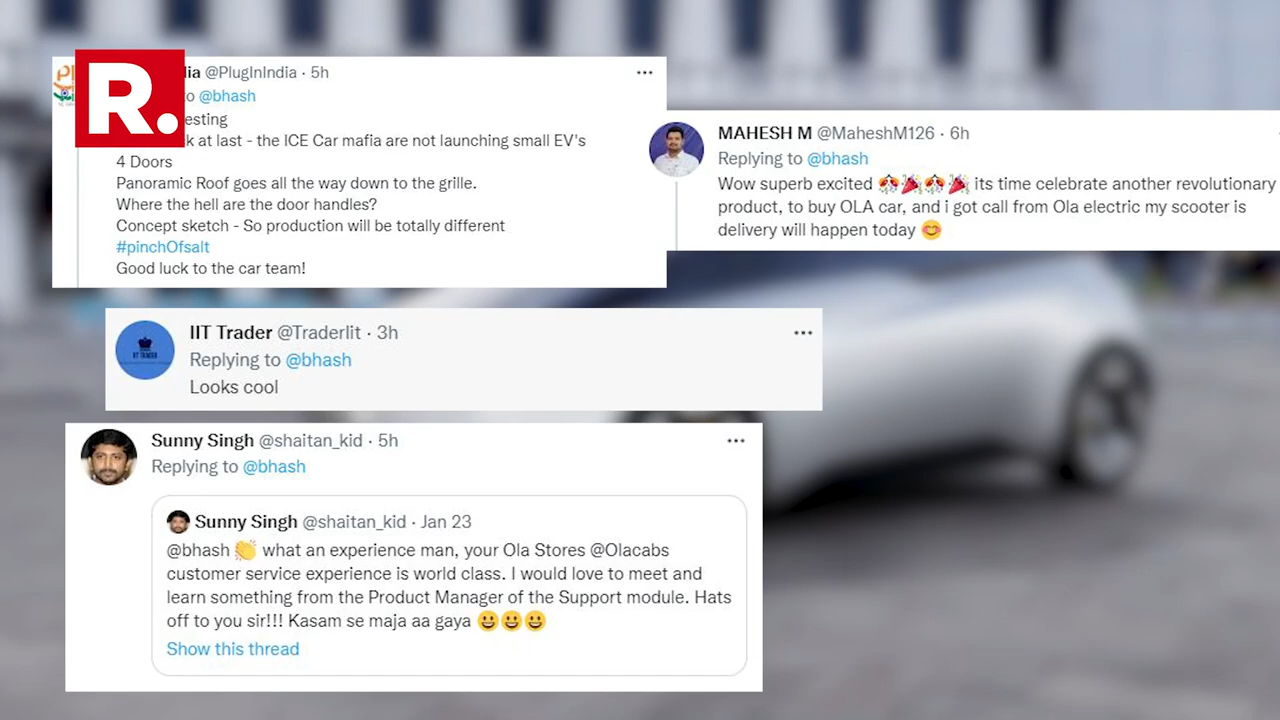 R.
ia @PlugInIndia · 5h
to @bhash
esting
k at last - the ICE Car mafia are not launching small EV's
4 Doors
Panoramic Roof goes all the way down to the grille.
Where the hell are the door handles?
Concept sketch - So production will be totally different
#pinchOfsalt
Good luck to the car team!
MAHESH M @MaheshM126 · 6h
Replying to @bhash
Wow superb excited 🎊🎉🎊🎉 its time celebrate another revolutionary
product, to buy OLA car, and i got call from Ola electric my scooter is
delivery will happen today 😊
IIT Trader @TraderIit · 3h
Replying to @bhash
Looks cool
IIT TRADER
Sunny Singh @shaitan_kid · 5h
Replying to @bhash
Sunny Singh @shaitan_kid · Jan 23
@bhash 👏 what an experience man, your Ola Stores @Olacabs
customer service experience is world class. I would love to meet and
learn something from the Product Manager of the Support module. Hats
off to you sir!!! Kasam se maja aa gaya 😀😀😀
Show this thread